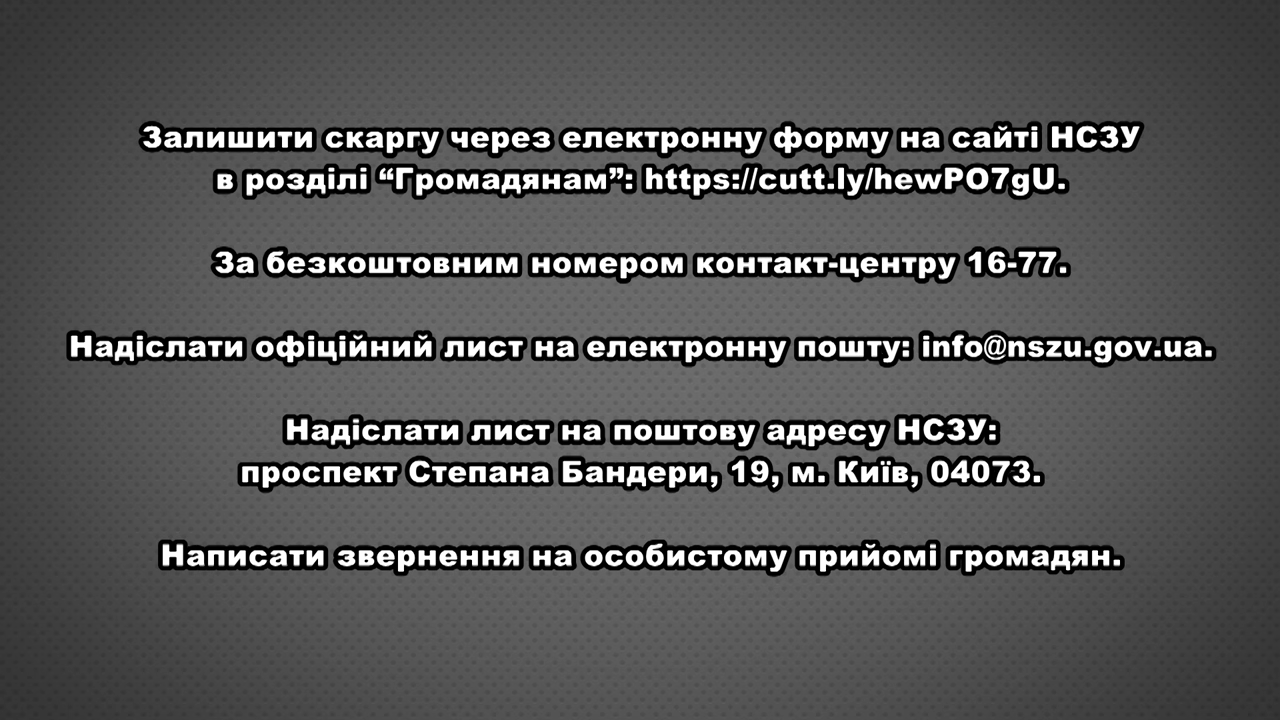 Залишити скаргу через електронну форму на сайті НСЗУ
в розділі “Громадянам”: https://cutt.ly/hewPO7gU.
За безкоштовним номером контакт-центру 16-77.
Надіслати офіційний лист на електронну пошту: info@nszu.gov.ua.
Надіслати лист на поштову адресу НСЗУ:
проспект Степана Бандери, 19, м. Київ, 04073.
Написати звернення на особистому прийомі громадян.